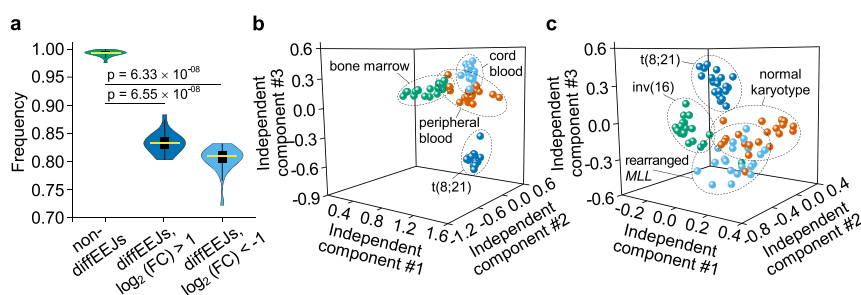 a
Frequency
1.00
0.95
0.90
0.85
0.80
0.75
0.70
p = 6.33 × 10⁻⁰⁸
p = 6.55 × 10⁻⁰⁸
non-
diffEEJs
diffEEJs,
log₂ (FC) > 1
diffEEJs,
log₂ (FC) < -1
b
Independent
component #3
0.6
0.3
0.0
-0.3
-0.6
-0.9
bone marrow
cord
blood
peripheral
blood
t(8;21)
0.4 0.8 1.2 1.6
Independent
component #1
-1.2 -0.6 0.0 0.6
Independent
component #2
c
Independent
component #3
0.6
0.3
0.0
-0.3
-0.6
t(8;21)
inv(16)
normal
karyotype
rearranged
MLL
-0.2 0.0 0.2 0.4
Independent
component #1
-0.8 -0.4 0.0 0.4
Independent
component #2